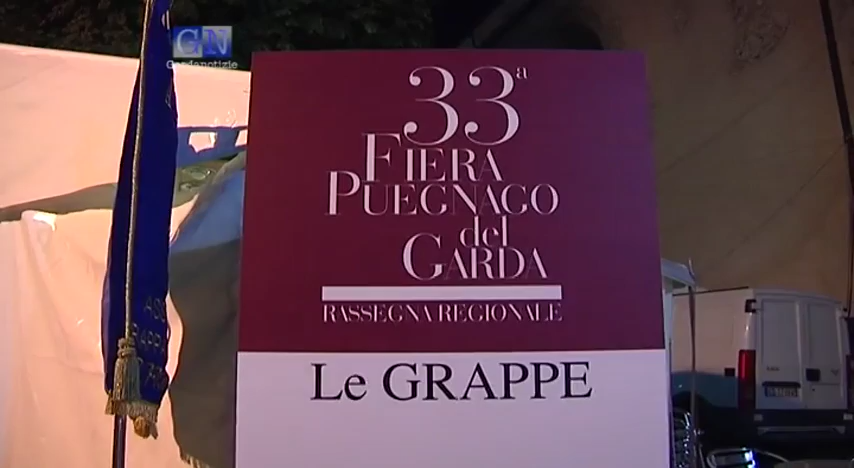 GN
Gardanotizie
33ª
FIERA
PUEGNAGO
del
GARDA
RASSEGNA REGIONALE
Le GRAPPE